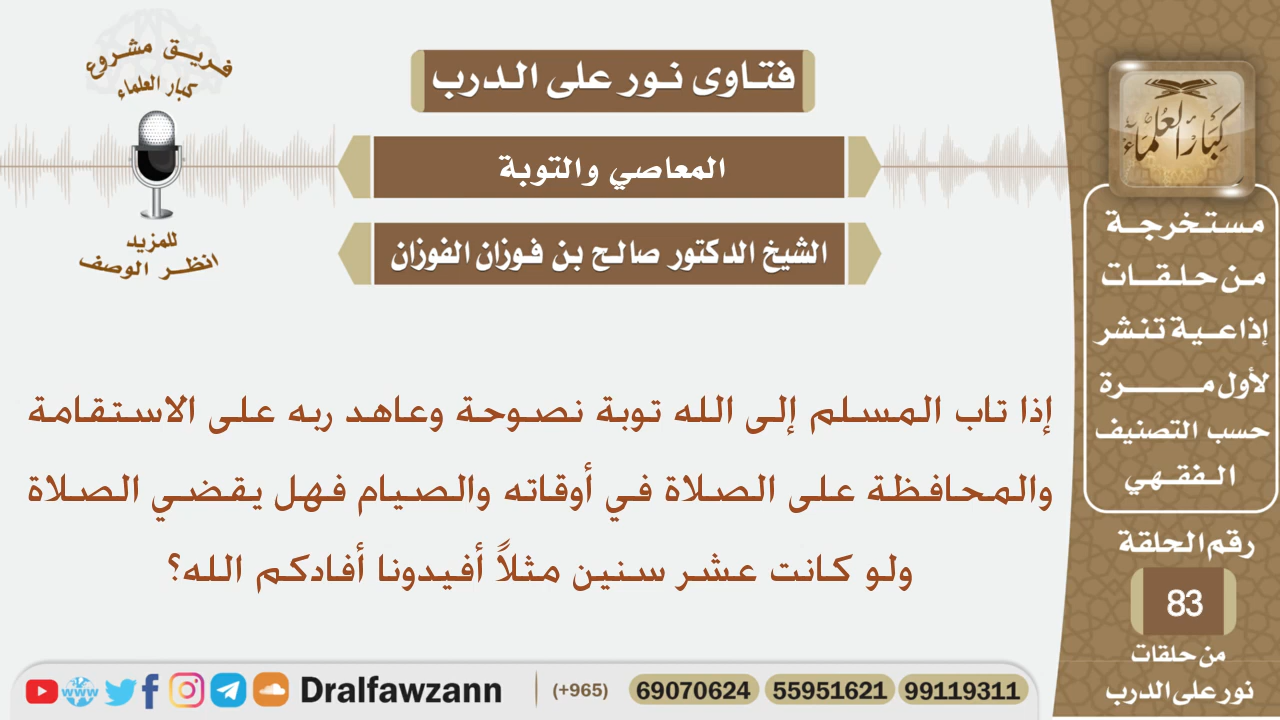 فريق مشروع
كبار العلماء
للمزيد
انظر الوصف
فتاوى نور على الدرب
المعاصي والتوبة
الشيخ الدكتور صالح بن فوزان الفوزان
إذا تاب المسلم إلى الله توبة نصوحة وعاهد ربه على الاستقامة
والمحافظة على الصلاة في أوقاته والصيام فهل يقضي الصلاة
ولو كانت عشر سنين مثلاً أفيدونا أفادكم الله؟
كبار العلماء
مستخرجة
من حلقات
إذاعية تنشر
لأول مرة
حسب التصنيف
الفقهي
رقم الحلقة
83
من حلقات
نور على الدرب
www Dralfawzann (+965) 69070624 55951621 99119311